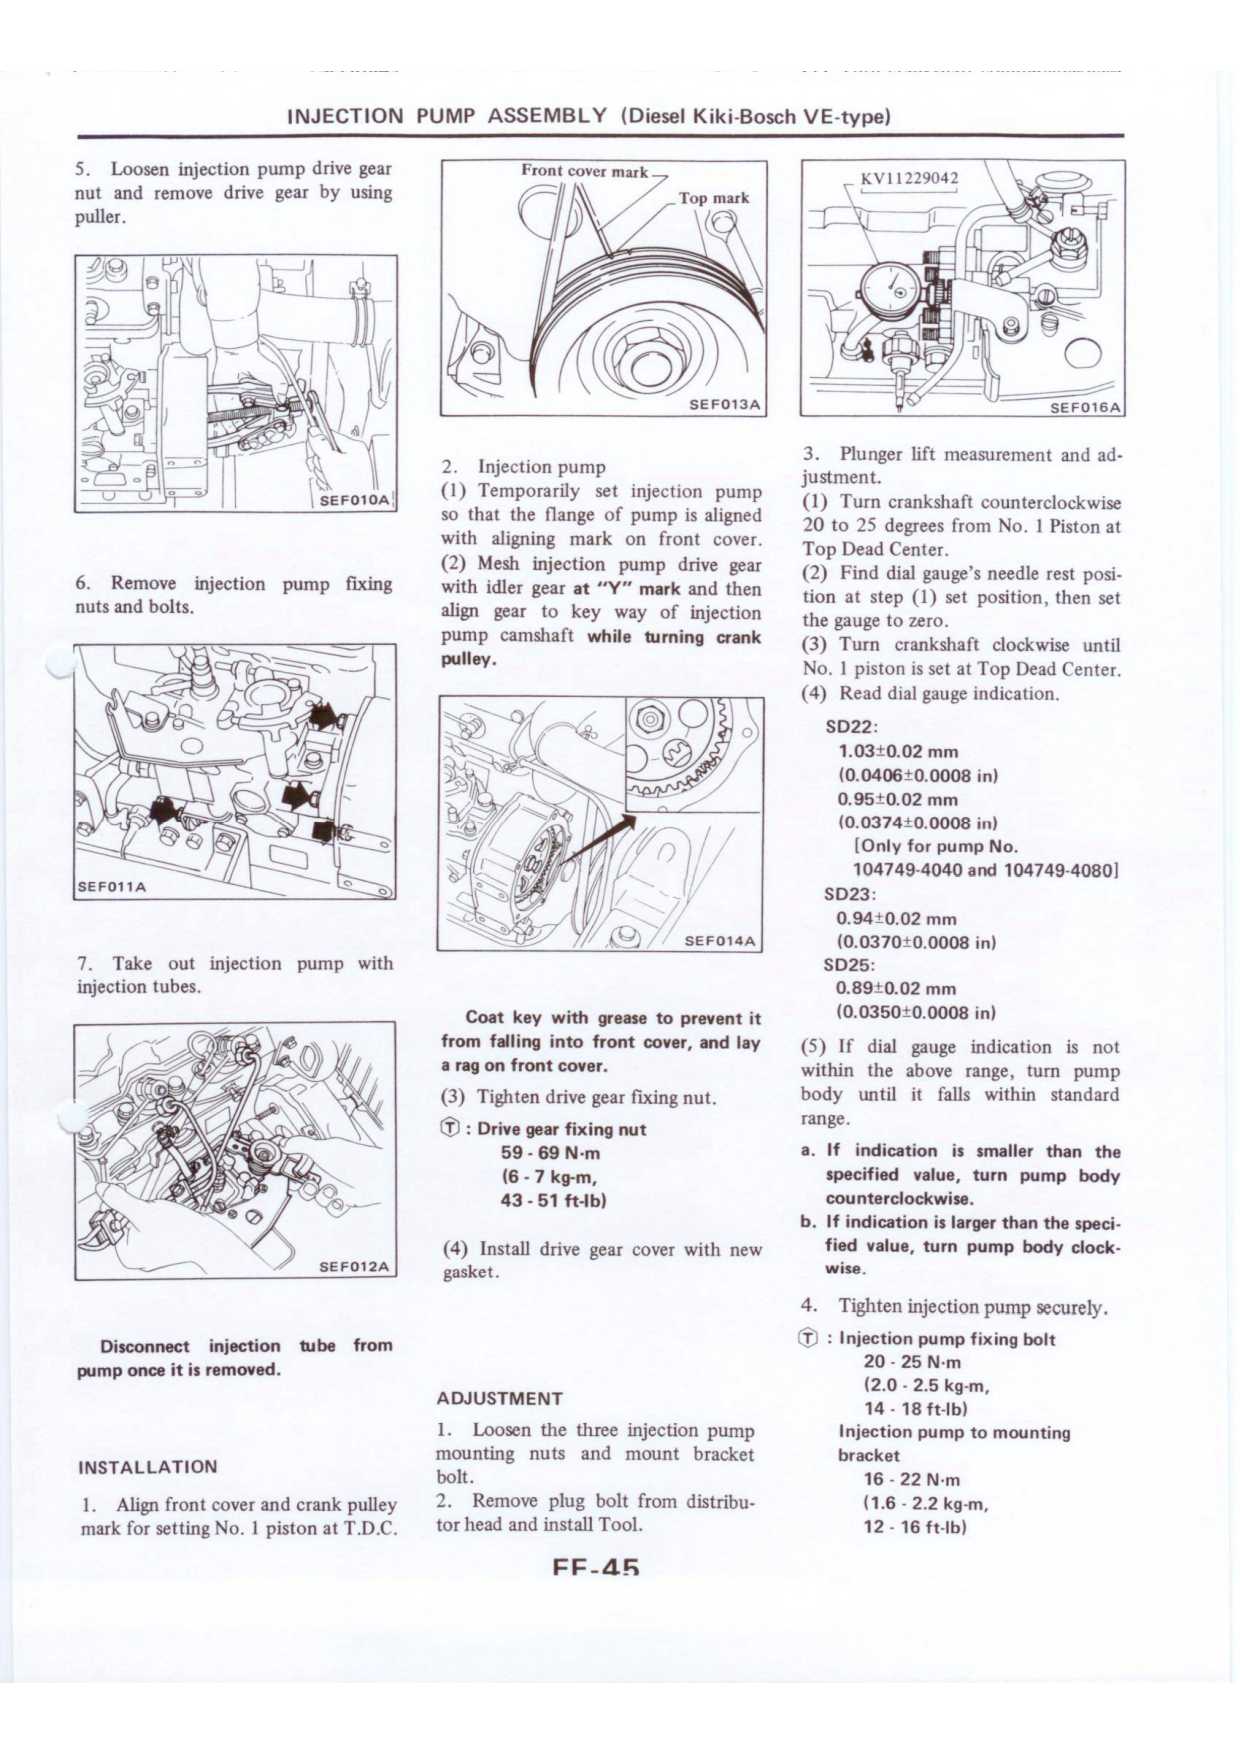 INJECTION PUMP ASSEMBLY (Diesel Kiki-Bosch VE-type)
5. Loosen injection pump drive gear
nut and remove drive gear by using
puller.
SEF010A
6. Remove injection pump fixing
nuts and bolts.
SEF011A
7. Take out injection pump with
injection tubes.
SEF012A
Disconnect injection tube from
pump once it is removed.
INSTALLATION
1. Align front cover and crank pulley
mark for setting No. 1 piston at T.D.C.
Front cover mark
Top mark
SEF013A
2. Injection pump
(1) Temporarily set injection pump
so that the flange of pump is aligned
with aligning mark on front cover.
(2) Mesh injection pump drive gear
with idler gear at "Y" mark and then
align gear to key way of injection
pump camshaft while turning crank
pulley.
SEF014A
Coat key with grease to prevent it
from falling into front cover, and lay
a rag on front cover.
(3) Tighten drive gear fixing nut.
Ⓣ : Drive gear fixing nut
59 - 69 N·m
(6 - 7 kg-m,
43 - 51 ft-lb)
(4) Install drive gear cover with new
gasket.
ADJUSTMENT
1. Loosen the three injection pump
mounting nuts and mount bracket
bolt.
2. Remove plug bolt from distribu-
tor head and install Tool.
KV11229042
SEF016A
3. Plunger lift measurement and ad-
justment.
(1) Turn crankshaft counterclockwise
20 to 25 degrees from No. 1 Piston at
Top Dead Center.
(2) Find dial gauge's needle rest posi-
tion at step (1) set position, then set
the gauge to zero.
(3) Turn crankshaft clockwise until
No. 1 piston is set at Top Dead Center.
(4) Read dial gauge indication.
SD22:
1.03±0.02 mm
(0.0406±0.0008 in)
0.95±0.02 mm
(0.0374±0.0008 in)
[Only for pump No.
104749-4040 and 104749-4080]
SD23:
0.94±0.02 mm
(0.0370±0.0008 in)
SD25:
0.89±0.02 mm
(0.0350±0.0008 in)
(5) If dial gauge indication is not
within the above range, turn pump
body until it falls within standard
range.
a. If indication is smaller than the
specified value, turn pump body
counterclockwise.
b. If indication is larger than the speci-
fied value, turn pump body clock-
wise.
4. Tighten injection pump securely.
Ⓣ : Injection pump fixing bolt
20 - 25 N·m
(2.0 - 2.5 kg-m,
14 - 18 ft-lb)
Injection pump to mounting
bracket
16 - 22 N·m
(1.6 - 2.2 kg-m,
12 - 16 ft-lb)
EF-45